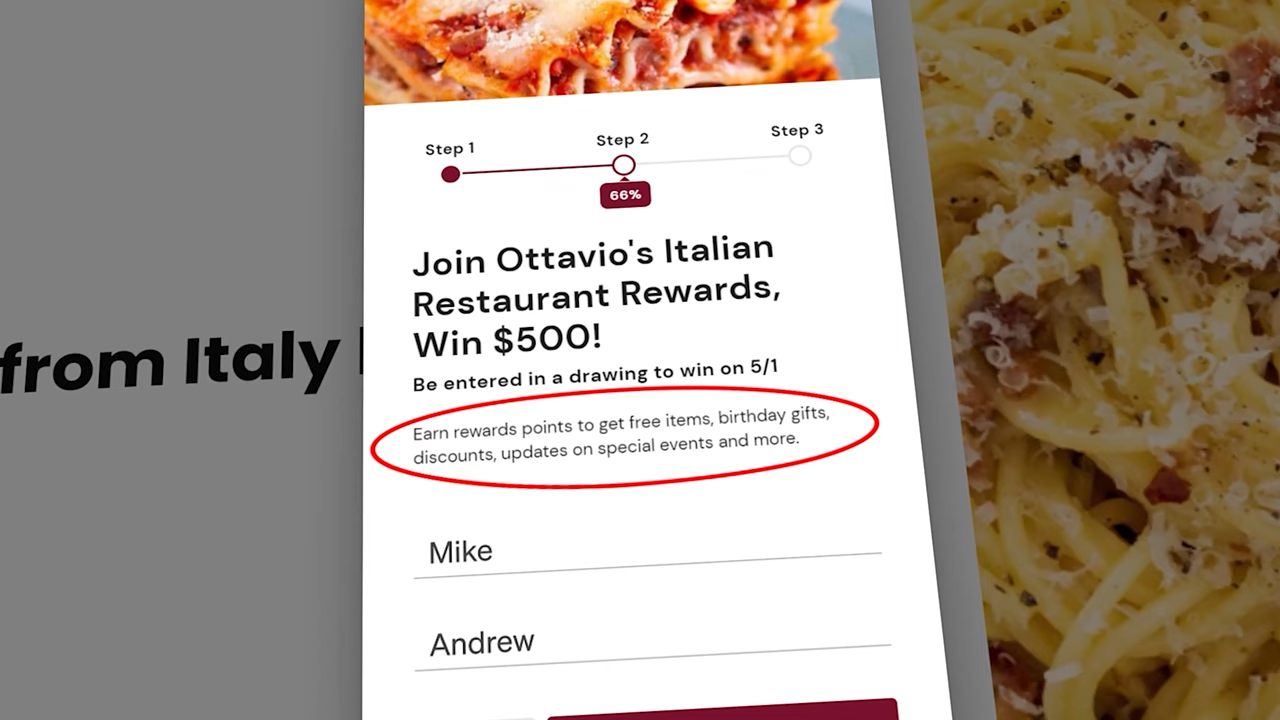 from Italy
Step 1
Step 2
Step 3
66%
Join Ottavio's Italian
Restaurant Rewards,
Win $500!
Be entered in a drawing to win on 5/1
Earn rewards points to get free items, birthday gifts,
discounts, updates on special events and more.
Mike
Andrew